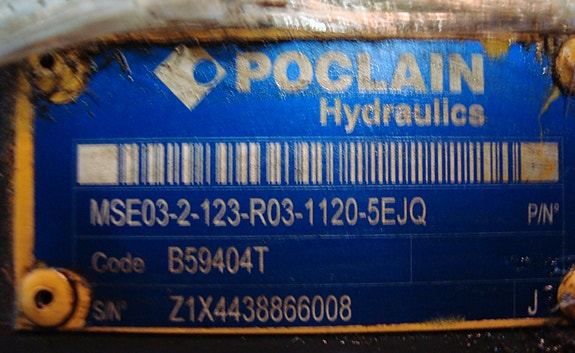 POCLAIN
Hydraulics
MSE03-2-123-R03-1120-5EJQ P/N°
Code B59404T
S/N° Z1X4438866008 J